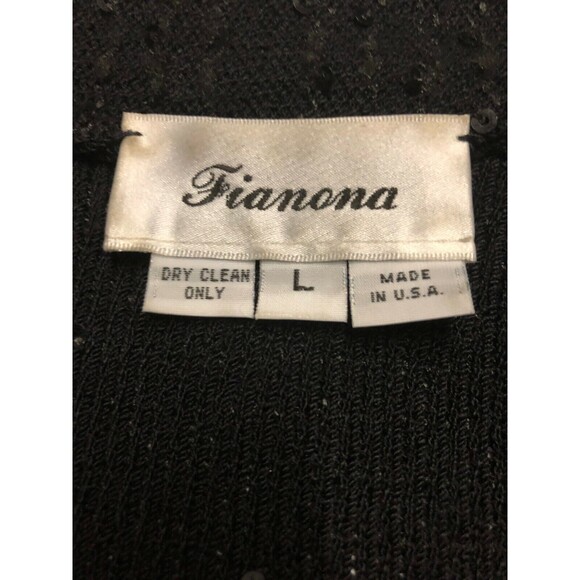 Fianona
DRY CLEAN
ONLY
L
MADE
IN U.S.A.